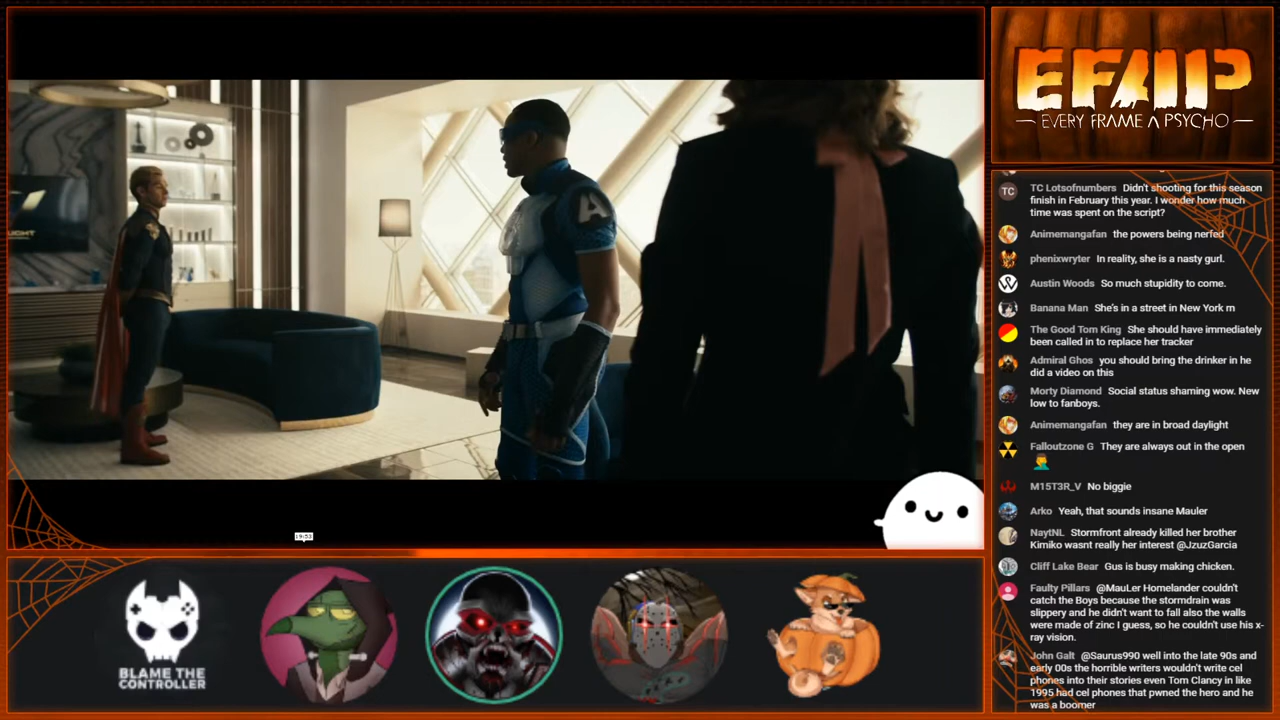 EFAP
EVERY FRAME A PSYCHO
TC
TC Lotsofnumbers Didn't shooting for this season
finish in February this year. I wonder how much
time was spent on the script?
Animemangafan the powers being nerfed
phenixwryter In reality, she is a nasty gurl.
Austin Woods So much stupidity to come.
Banana Man She's in a street in New York rn
The Good Tom King She should have immediately
been called in to replace her tracker
Admiral Ghos you should bring the drinker in he
did a video on this
Morty Diamond Social status shaming wow. New
low to fanboys.
Animemangafan they are in broad daylight
Falloutzone G They are always out in the open
M15T3R_V No biggie
Arko Yeah, that sounds insane Mauler
NaytNL Stormfront already killed her brother
Kimiko wasnt really her interest @JzuzGarcia
Cliff Lake Bear Gus is busy making chicken.
Faulty Pillars @MauLer Homelander couldn't
catch the Boys because the stormdrain was
slippery and he didn't want to fall also the walls
were made of zinc I guess, so he couldn't use his x-
ray vision.
John Galt @Saurus990 well into the late 90s and
early 00s the horrible writers wouldn't write cel
phones into their stories even Tom Clancy in like
1995 had cel phones that pwned the hero and he
was a boomer
A
19:53
BLAME THE
CONTROLLER